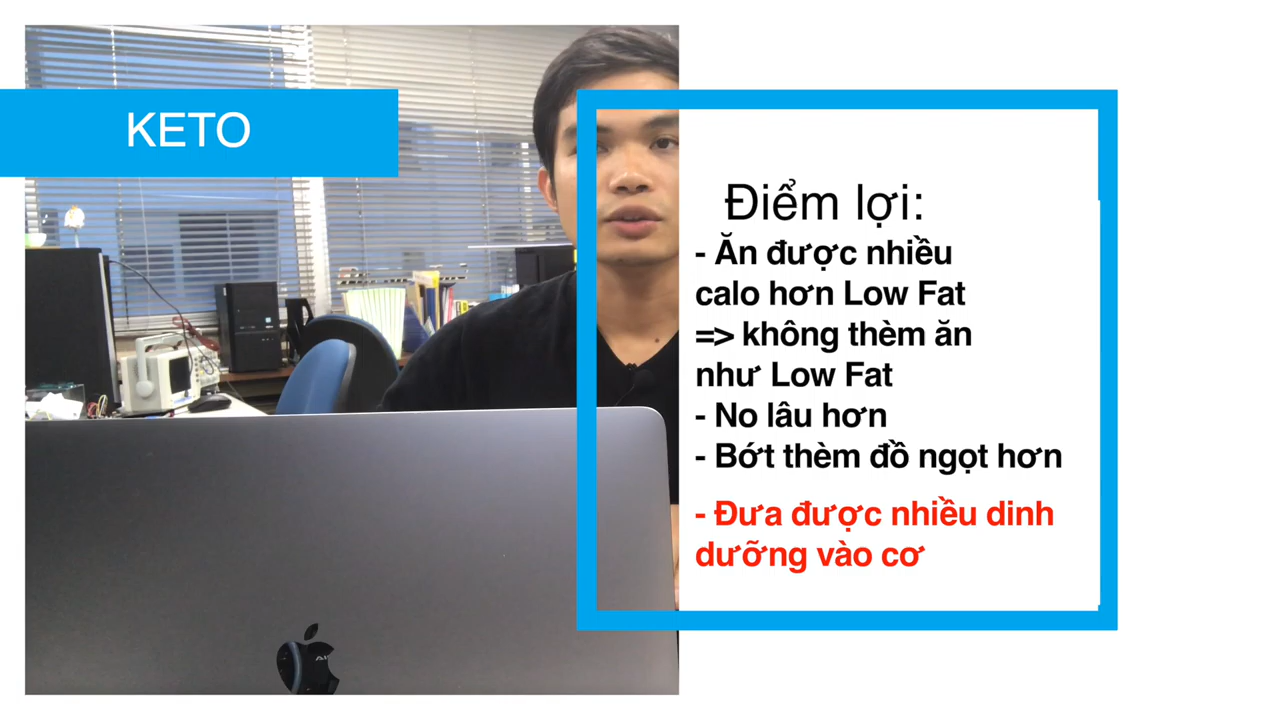 KETO
Điểm lợi:
- Ăn được nhiều
calo hơn Low Fat
=> không thèm ăn
như Low Fat
- No lâu hơn
- Bớt thèm đồ ngọt hơn
- Đưa được nhiều dinh
dưỡng vào cơ